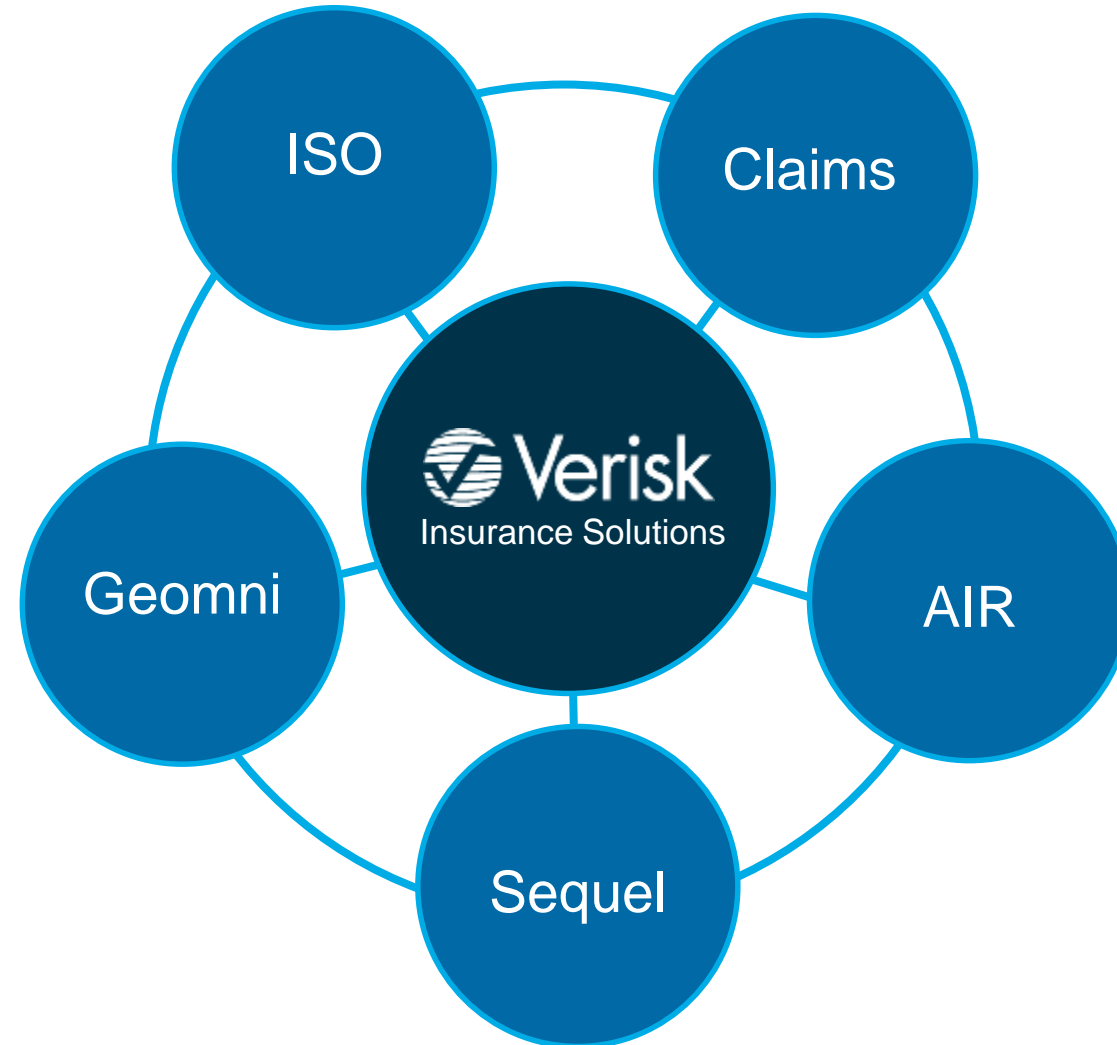 ISO
Claims
Verisk
Insurance Solutions
Geomni
AIR
Sequel